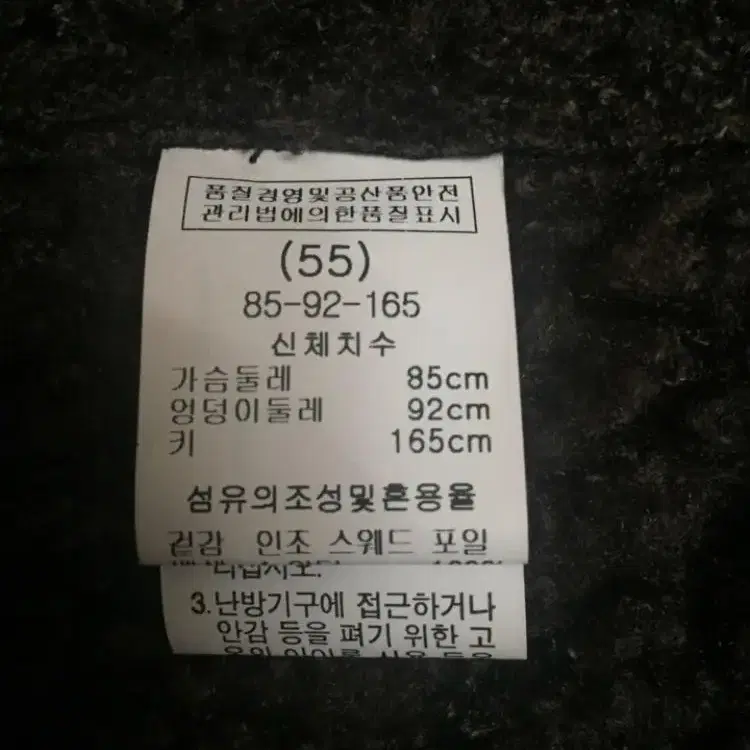 품질경영및공산품안전
관리법에의한품질표시
(55)
85-92-165
신체치수
가슴둘레 85cm
엉덩이둘레 92cm
키 165cm
섬유의조성및혼용율
겉감 인조 스웨드 포일
3.난방기구에 접근하거나
안감 등을 펴기 위한 고